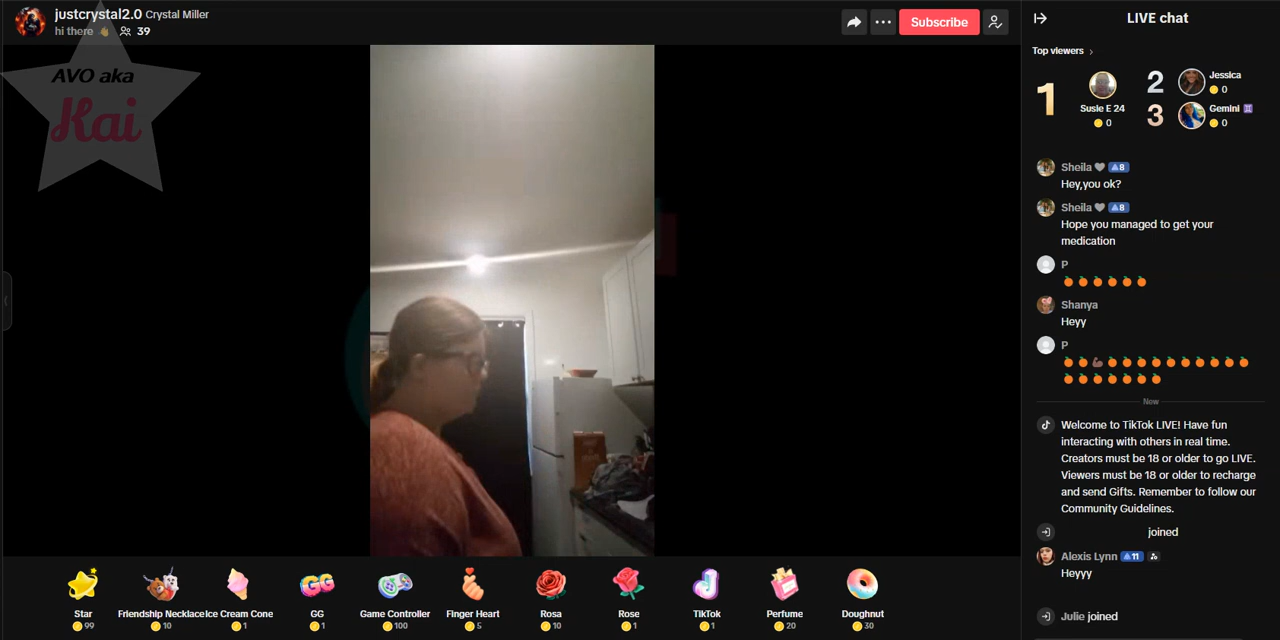 justcrystal2.0 Crystal Miller
hi there 👋 39
Subscribe
AVO aka
Kai
LIVE chat
Top viewers
1
Susie E 24
0
2
Jessica
0
3
Gemini ♊
0
Sheila 🤍 8
Hey,you ok?
Sheila 🤍 8
Hope you managed to get your
medication
P
🍊🍊🍊🍊🍊🍊
Shanya
Heyy
P
🍊🍊💪🏿🍊🍊🍊🍊🍊🍊🍊🍊🍊🍊
🍊🍊🍊🍊🍊🍊🍊
Now
Welcome to TikTok LIVE! Have fun
interacting with others in real time.
Creators must be 18 or older to go LIVE.
Viewers must be 18 or older to recharge
and send Gifts. Remember to follow our
Community Guidelines.
joined
Alexis Lynn 11
Heyyy
Julie joined
Star
99
Friendship Necklace
10
Ice Cream Cone
1
GG
GG
1
Game Controller
100
Finger Heart
5
Rosa
10
Rose
1
TikTok
1
Perfume
20
Doughnut
30